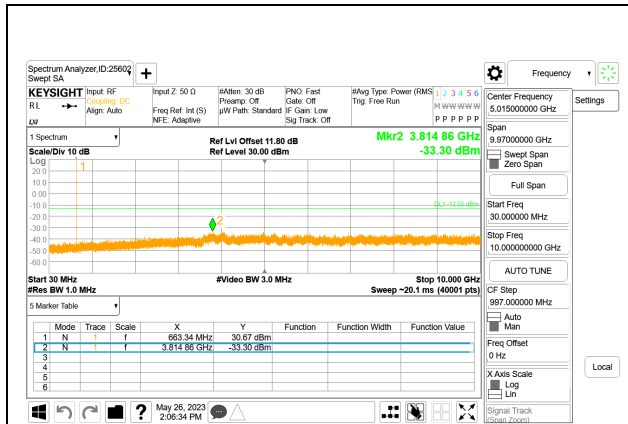 Spectrum Analyzer,ID:25602
Swept SA
+
Frequency
Settings
KEYSIGHT
RL
LXI
Input: RF
Coupling: DC
Align: Auto
Input Z: 50 Ω
Freq Ref: Int (S)
NFE: Adaptive
#Atten: 30 dB
Preamp: Off
µW Path: Standard
PNO: Fast
Gate: Off
IF Gain: Low
Sig Track: Off
#Avg Type: Power (RMS
Trig: Free Run
1 2 3 4 5 6
M W W W W W
P P P P P P
1 Spectrum
Scale/Div 10 dB
Ref Lvl Offset 11.80 dB
Ref Level 30.00 dBm
Mkr2 3.814 86 GHz
-33.30 dBm
Log
20.0
10.0
0.00
-10.0
-20.0
-30.0
-40.0
-50.0
-60.0
1
2
DL1 -13.00 dBm
Start 30 MHz
#Res BW 1.0 MHz
#Video BW 3.0 MHz
Stop 10.000 GHz
Sweep ~20.1 ms (40001 pts)
5 Marker Table
Mode Trace Scale X Y Function Function Width Function Value
1 N 1 f 663.34 MHz 30.67 dBm
2 N 1 f 3.814 86 GHz -33.30 dBm
3
4
5
6
Center Frequency
5.015000000 GHz
Span
9.97000000 GHz
Swept Span
Zero Span
Full Span
Start Freq
30.000000 MHz
Stop Freq
10.000000000 GHz
AUTO TUNE
CF Step
997.000000 MHz
Auto
Man
Freq Offset
0 Hz
X Axis Scale
Log
Lin
Signal Track
(Span Zoom)
Local
?
May 26, 2023
2:06:34 PM